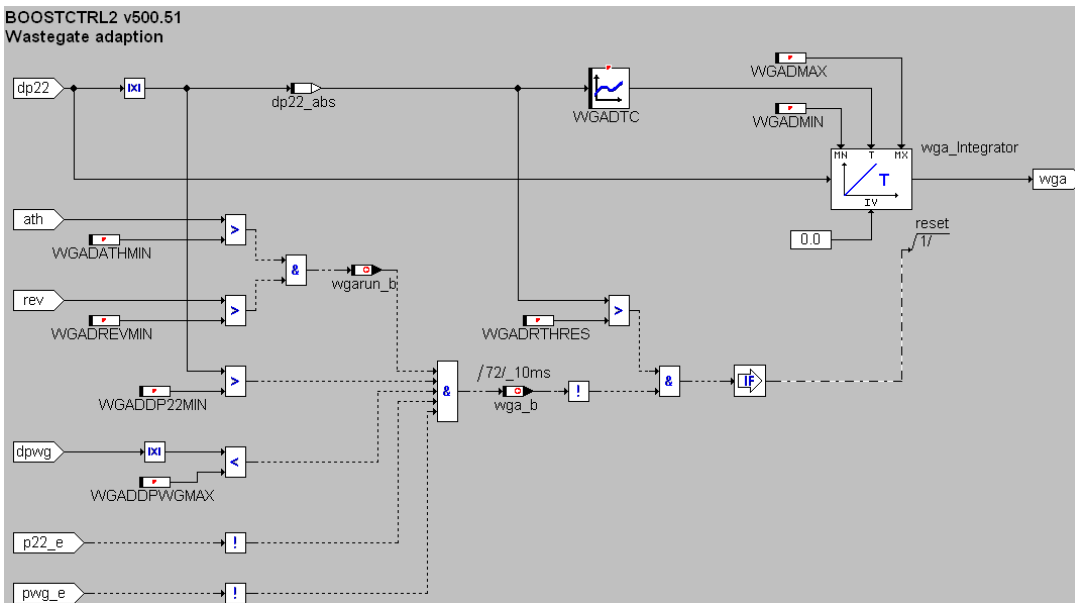 BOOSTCTRL2 v500.51
Wastegate adaption
dp22
|X|
dp22_abs
WGADTC
WGADMAX
WGADMIN
wga_Integrator
MN T MX
T
IV
wga
0.0
reset
/1/
ath
>
WGADATHMIN
&
wgarun_b
rev
>
WGADREVMIN
>
WGADRTHRES
>
WGADDP22MIN
&
/72/_10ms
wga_b
!
&
IF
dpwg
|X|
<
WGADDPWGMAX
p22_e
!
pwg_e
!